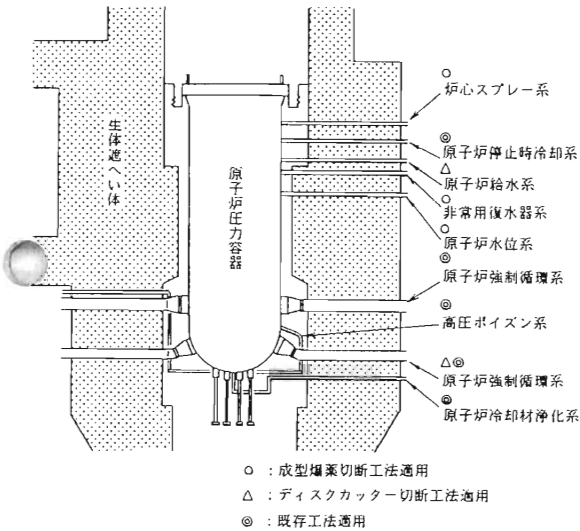 ○
炉心スプレー系
◎
原子炉停止時冷却系
△
原子炉給水系
○
非常用復水器系
○
原子炉水位系
◎
原子炉強制循環系
◎
高圧ポイズン系
△◎
原子炉強制循環系
◎
原子炉冷却材浄化系
生体遮へい体
原子炉圧力容器
○ : 成型爆薬切断工法適用
△ : ディスクカッター切断工法適用
◎ : 既存工法適用